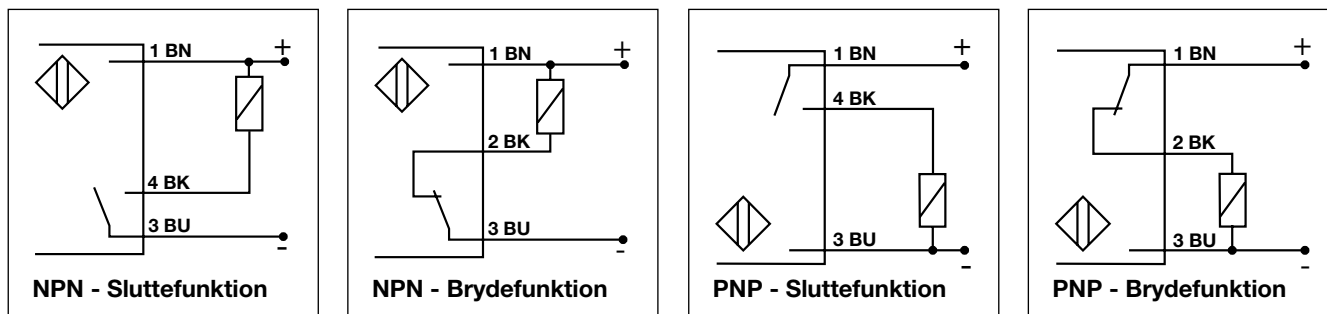 1 BN
+
4 BK
3 BU
-
NPN - Sluttefunktion
1 BN
+
2 BK
3 BU
-
NPN - Brydefunktion
1 BN
+
4 BK
3 BU
-
PNP - Sluttefunktion
1 BN
+
2 BK
3 BU
-
PNP - Brydefunktion